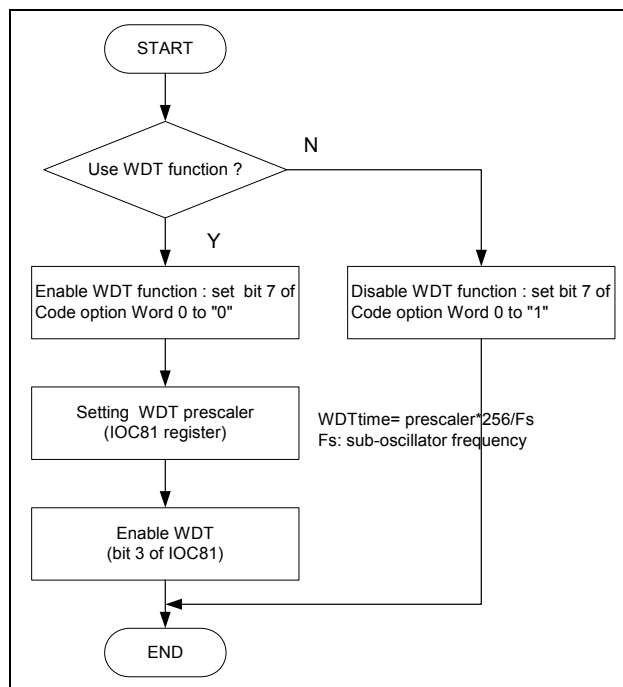 START
Use WDT function ?
N
Y
Enable WDT function : set bit 7 of
Code option Word 0 to "0"
Disable WDT function : set bit 7 of
Code option Word 0 to "1"
Setting WDT prescaler
(IOC81 register)
WDTtime= prescaler*256/Fs
Fs: sub-oscillator frequency
Enable WDT
(bit 3 of IOC81)
END